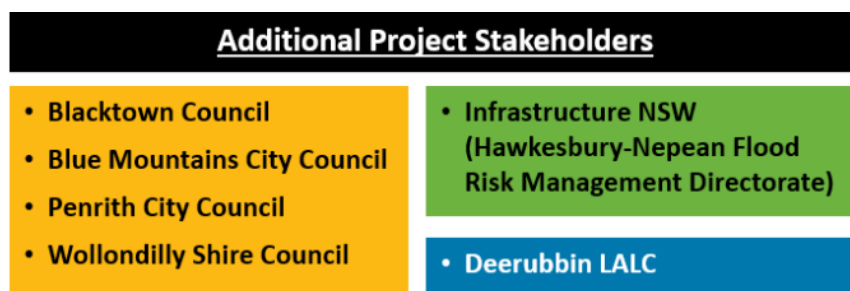 Additional Project Stakeholders
• Blacktown Council
• Blue Mountains City Council
• Penrith City Council
• Wollondilly Shire Council
• Infrastructure NSW
(Hawkesbury-Nepean Flood
Risk Management Directorate)
• Deerubbin LALC